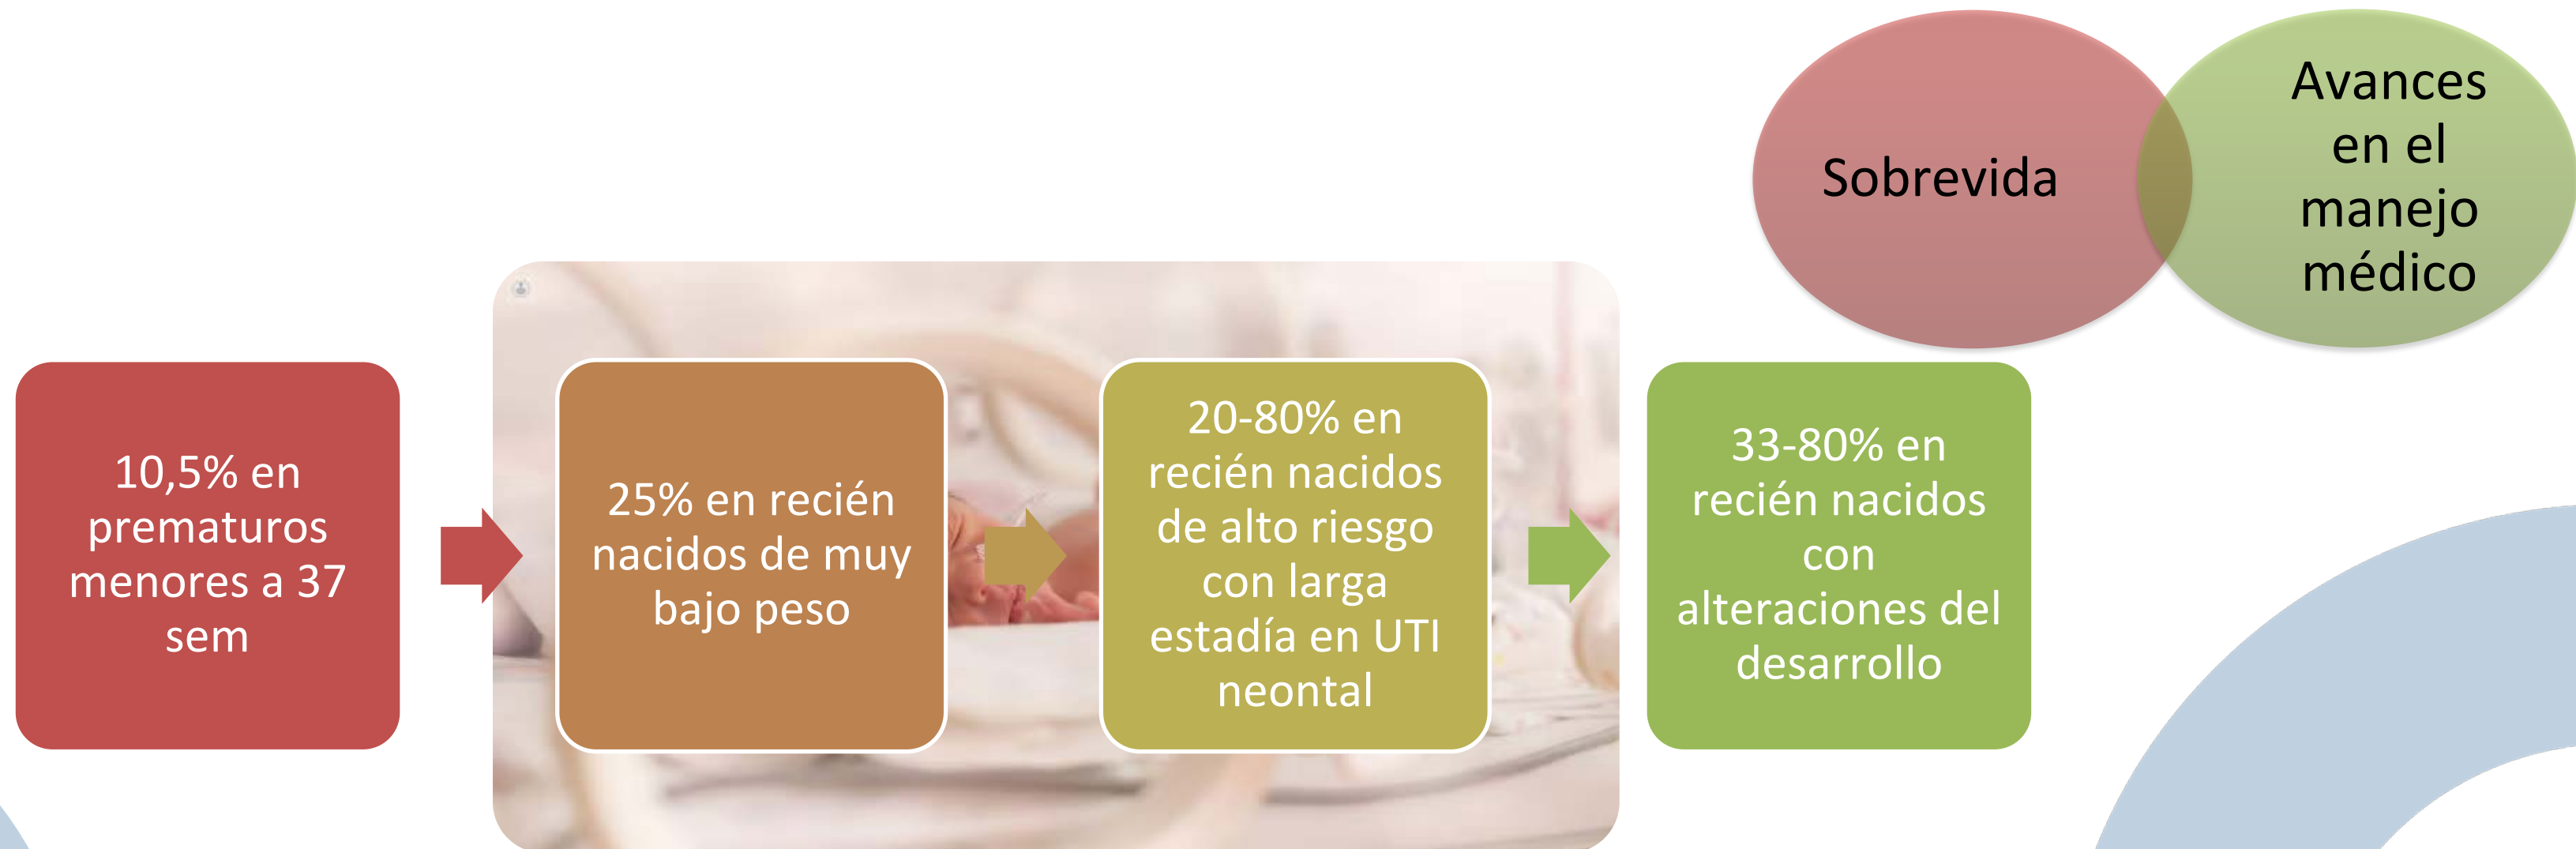 Sobrevida
Avances
en el
manejo
médico
10,5% en
prematuros
menores a 37
sem
25% en recién
nacidos de muy
bajo peso
20-80% en
recién nacidos
de alto riesgo
con larga
estadía en UTI
neontal
33-80% en
recién nacidos
con
alteraciones del
desarrollo